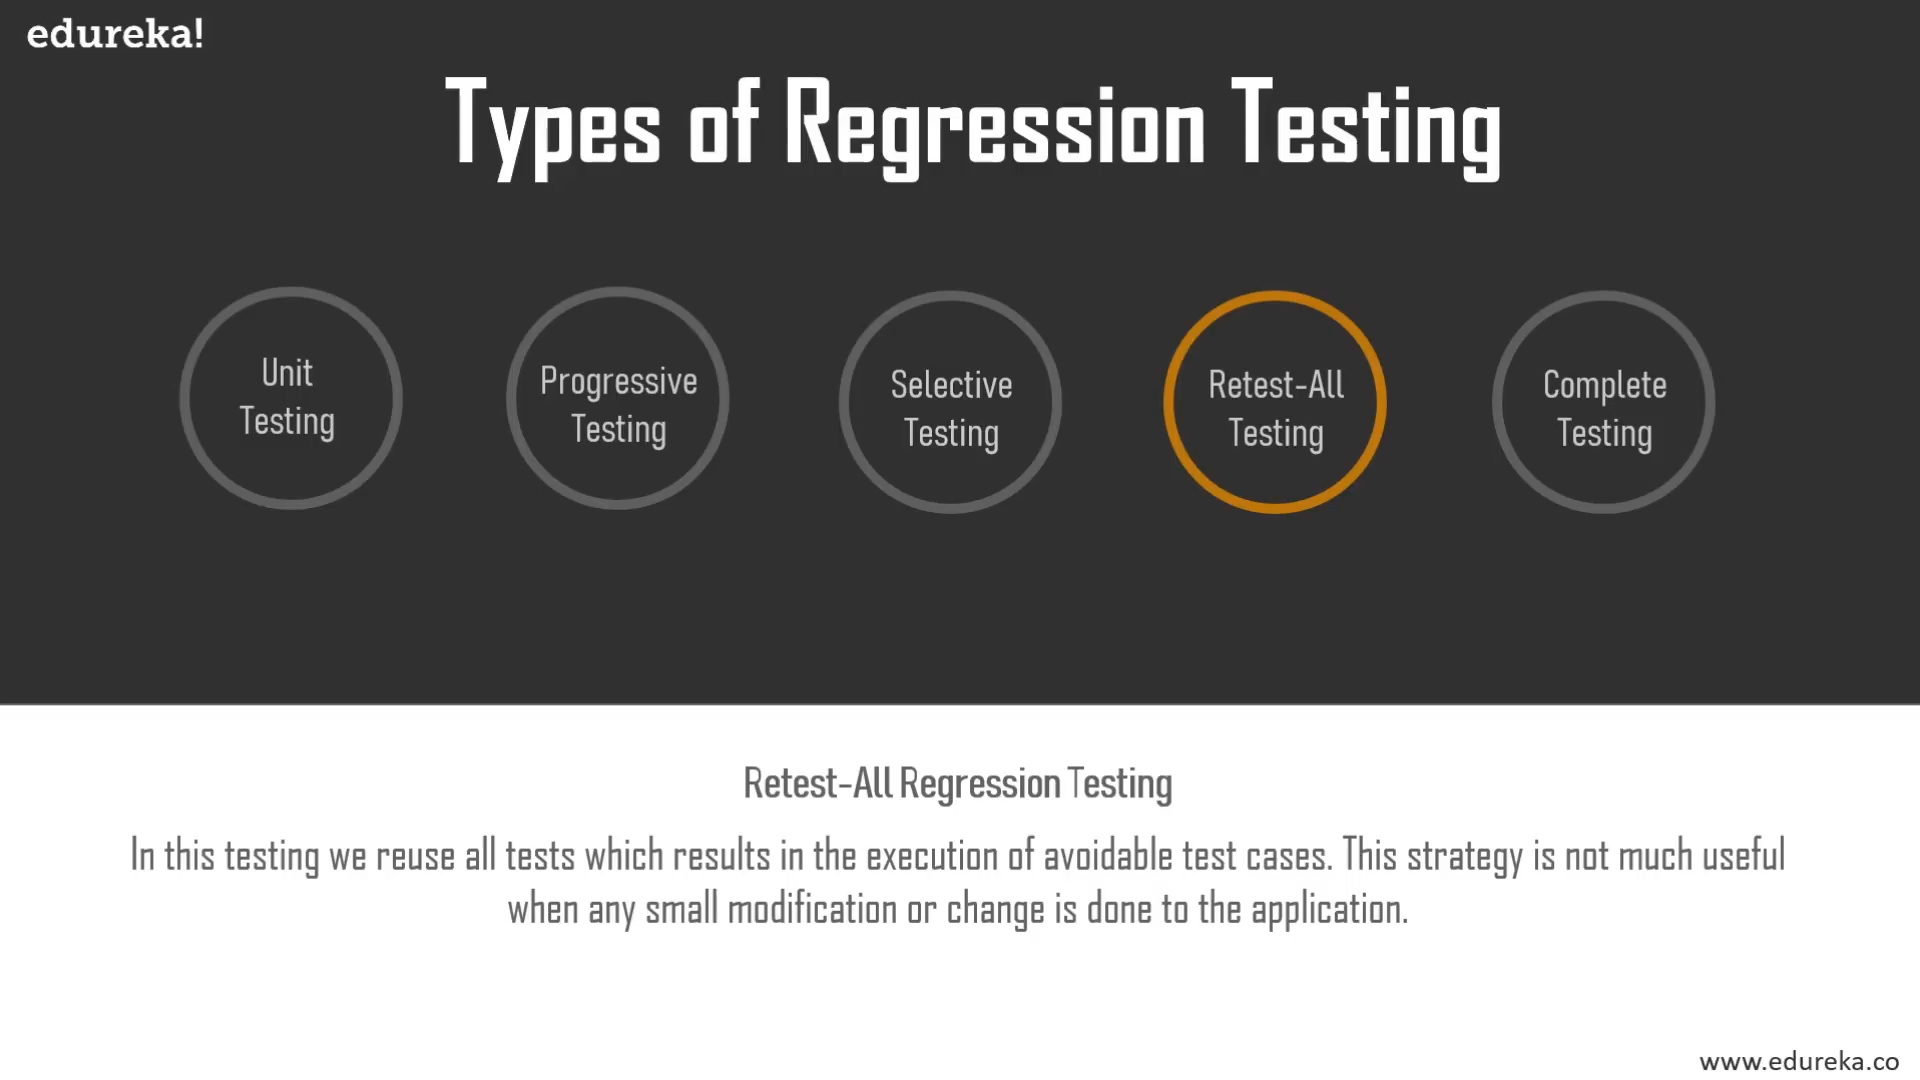 edureka!
Types of Regression Testing
Unit
Testing
Progressive
Testing
Selective
Testing
Retest-All
Testing
Complete
Testing
Retest-All Regression Testing
In this testing we reuse all tests which results in the execution of avoidable test cases. This strategy is not much useful
when any small modification or change is done to the application.
www.edureka.co